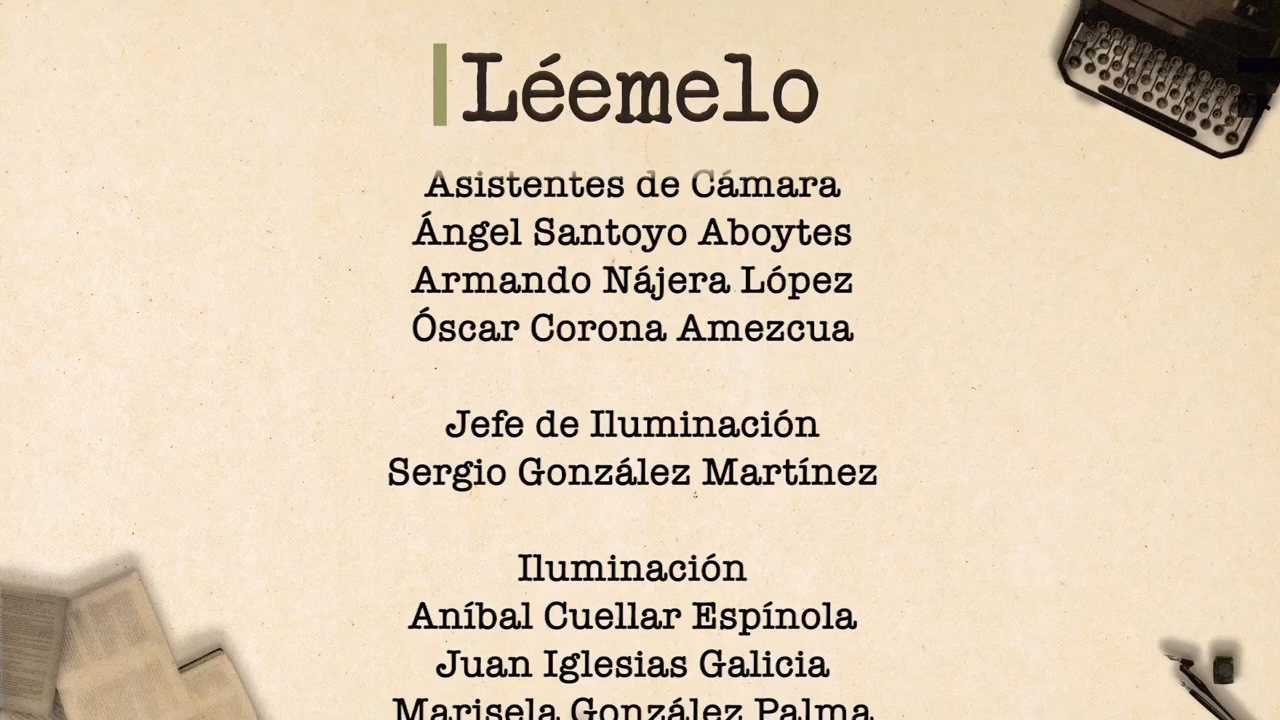 Léemelo
Asistentes de Cámara
Ángel Santoyo Aboytes
Armando Nájera López
Óscar Corona Amezcua
Jefe de Iluminación
Sergio González Martínez
Iluminación
Aníbal Cuellar Espínola
Juan Iglesias Galicia
Marisela González Palma